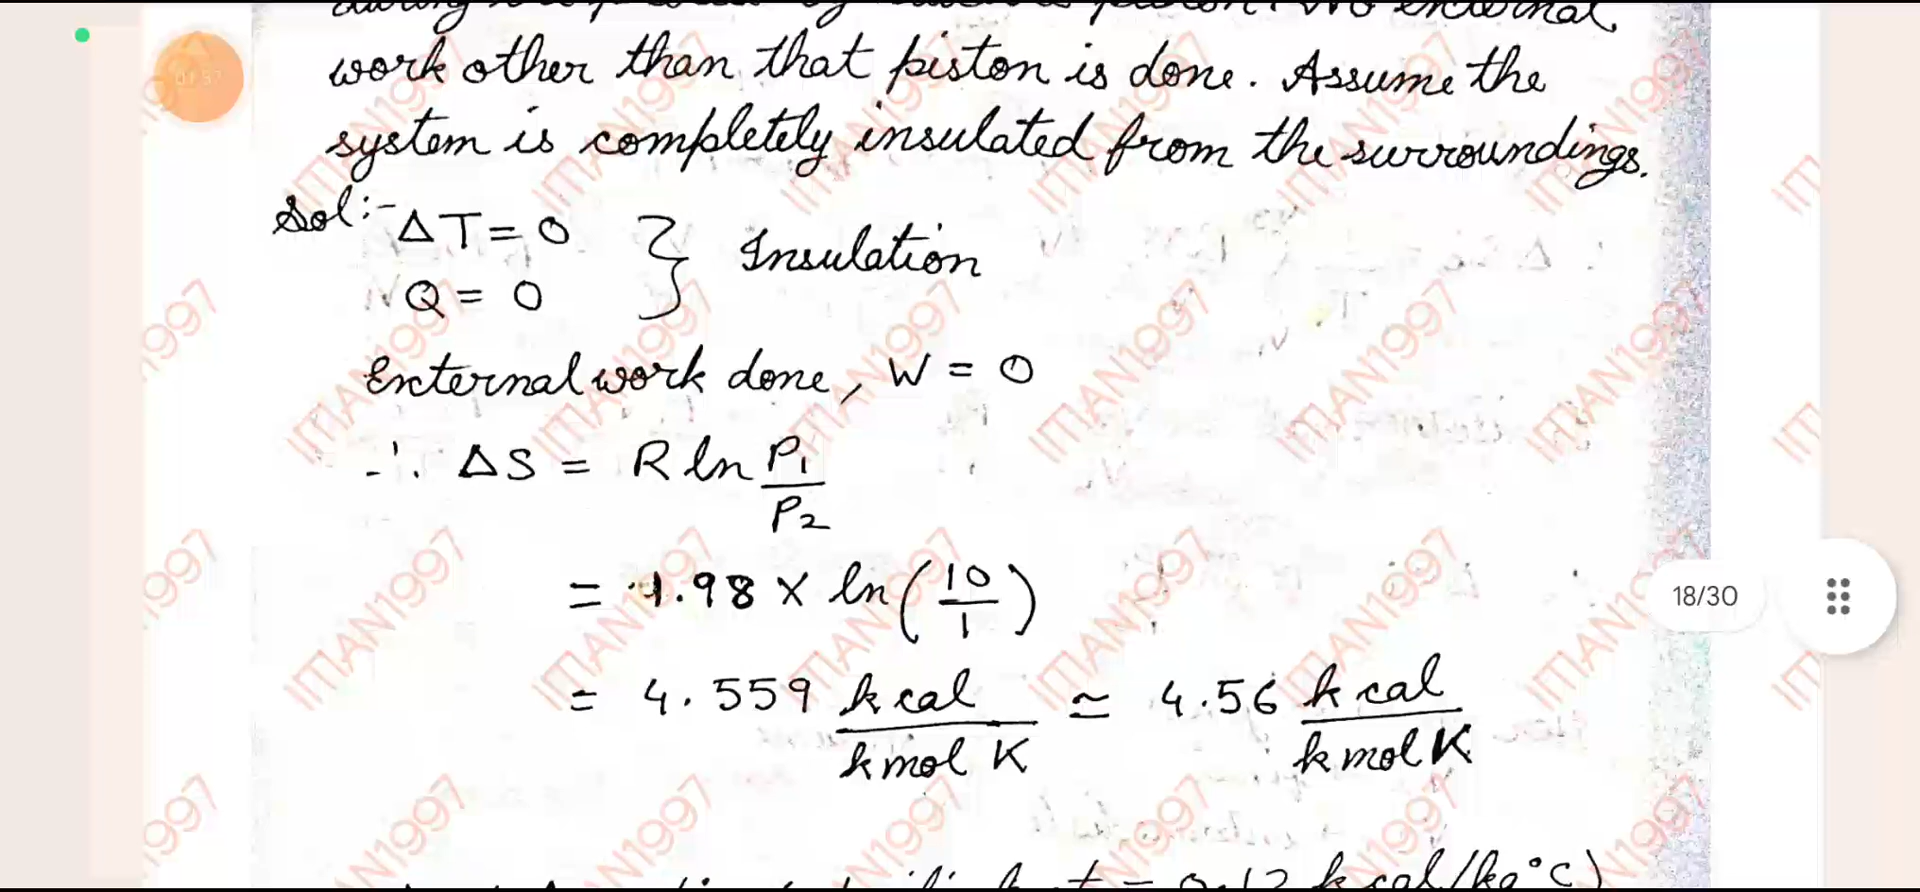 work other than that piston is done. Assume the
system is completely insulated from the surroundings.
Sol:- ΔT = 0 } Insulation
Q = 0
External work done, W = 0
∴ ΔS = R ln P1/P2
= 1.98 × ln(10/1)
= 4.559 kcal/kmol K ≃ 4.56 kcal/kmol K
18/30
IMAN1997